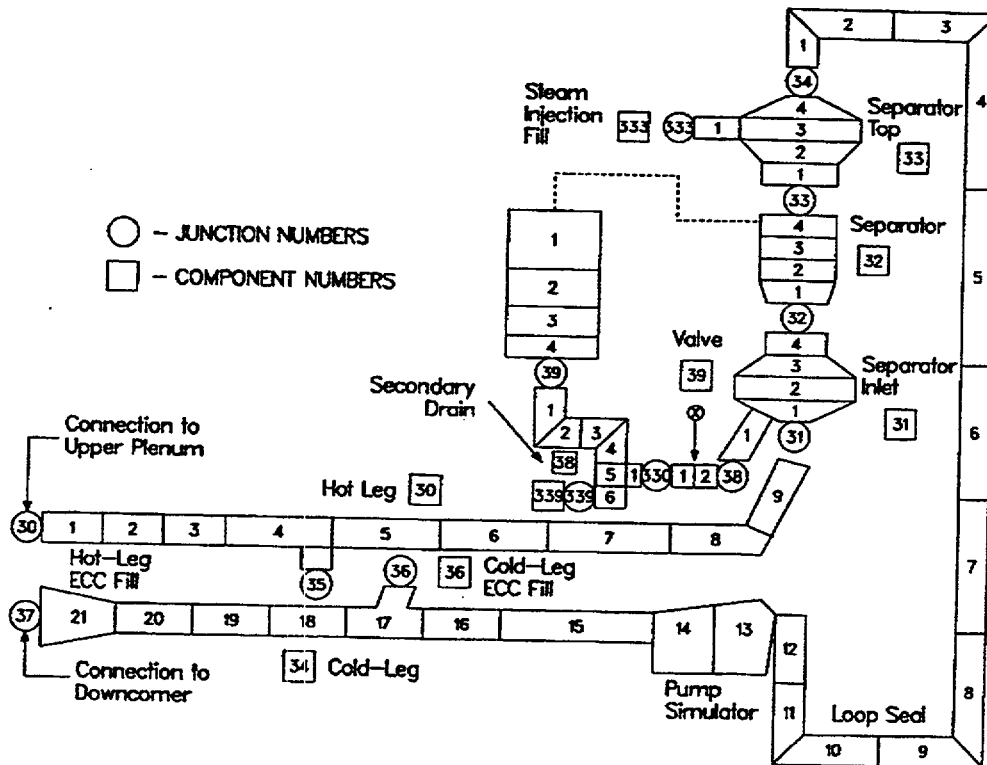 2 3
1
34
4
Steam
Injection
Fill
333 333 1
4
3
2
1
Separator
Top
33
33
○ - JUNCTION NUMBERS
□ - COMPONENT NUMBERS
1
2
3
4
4
3
2
1
Separator
32
5
32
Valve
39
39
4
3
2
1
Separator
Inlet
31
31
Secondary
Drain
1
2 3
4
38
5 1 330 1 2 38
1
339 339 6
6
Connection to
Upper Plenum
Hot Leg 30
9
30 1 2 3 4 5 6 7 8
Hot-Leg
ECC Fill
35
36
36
Cold-Leg
ECC Fill
7
37 21 20 19 18 17 16 15 14 13
12
Connection to
Downcomer
34 Cold-Leg
Pump
Simulator
11
Loop Seal
8
10 9